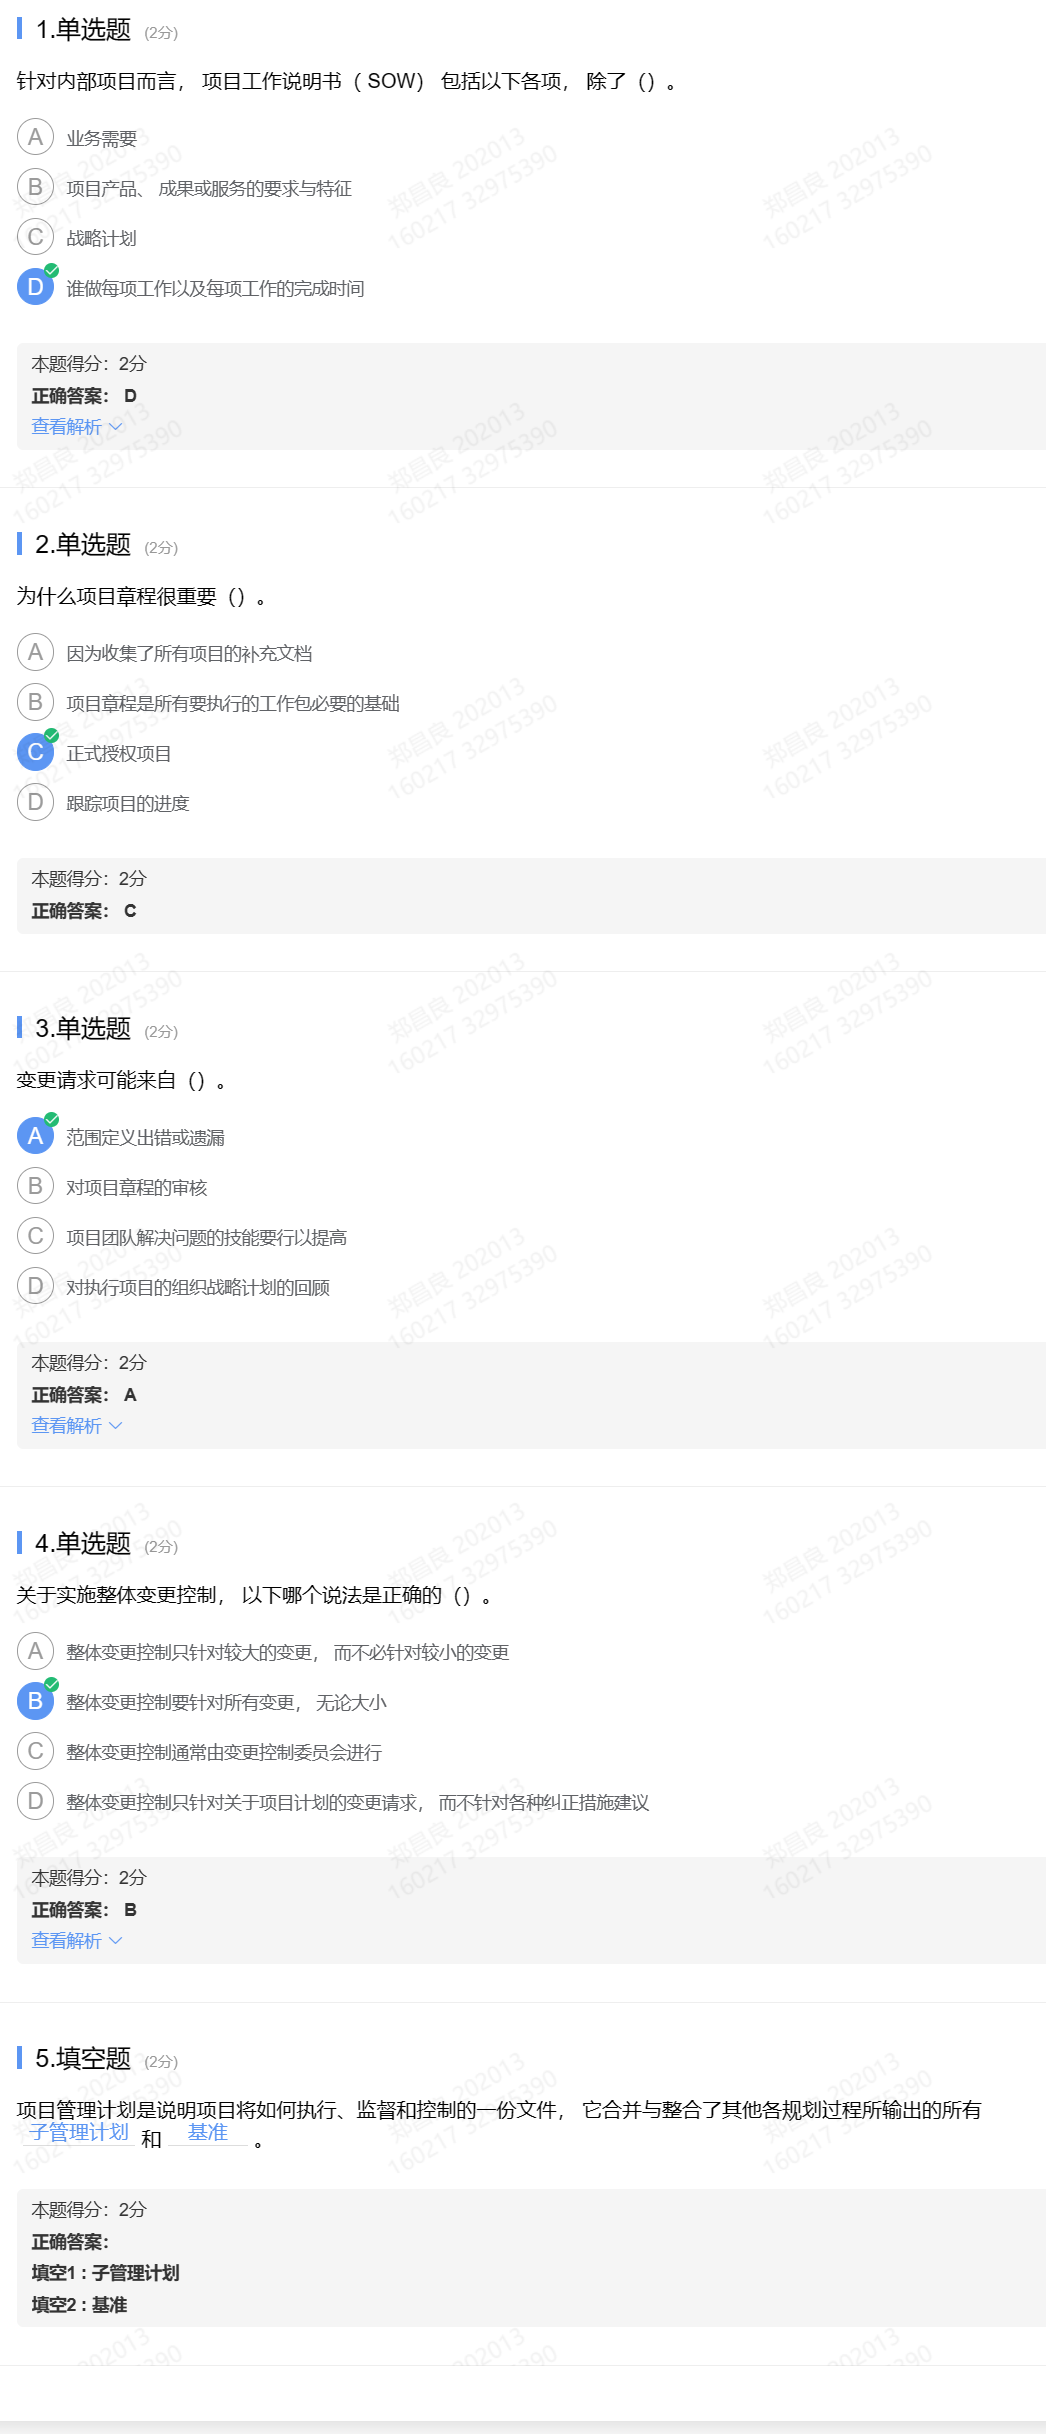 1.单选题 (2分)
针对内部项目而言， 项目工作说明书（ SOW） 包括以下各项， 除了（）。
A 业务需要
B 项目产品、 成果或服务的要求与特征
C 战略计划
D 谁做每项工作以及每项工作的完成时间
本题得分：2分
正确答案： D
查看解析
2.单选题 (2分)
为什么项目章程很重要（）。
A 因为收集了所有项目的补充文档
B 项目章程是所有要执行的工作包必要的基础
C 正式授权项目
D 跟踪项目的进度
本题得分：2分
正确答案： C
3.单选题 (2分)
变更请求可能来自（）。
A 范围定义出错或遗漏
B 对项目章程的审核
C 项目团队解决问题的技能要行以提高
D 对执行项目的组织战略计划的回顾
本题得分：2分
正确答案： A
查看解析
4.单选题 (2分)
关于实施整体变更控制， 以下哪个说法是正确的（）。
A 整体变更控制只针对较大的变更， 而不必针对较小的变更
B 整体变更控制要针对所有变更， 无论大小
C 整体变更控制通常由变更控制委员会进行
D 整体变更控制只针对关于项目计划的变更请求， 而不针对各种纠正措施建议
本题得分：2分
正确答案： B
查看解析
5.填空题 (2分)
项目管理计划是说明项目将如何执行、监督和控制的一份文件， 它合并与整合了其他各规划过程所输出的所有
子管理计划 和 基准 。
本题得分：2分
正确答案：
填空1 : 子管理计划
填空2 : 基准
郑昌良 202013
160217 32975390